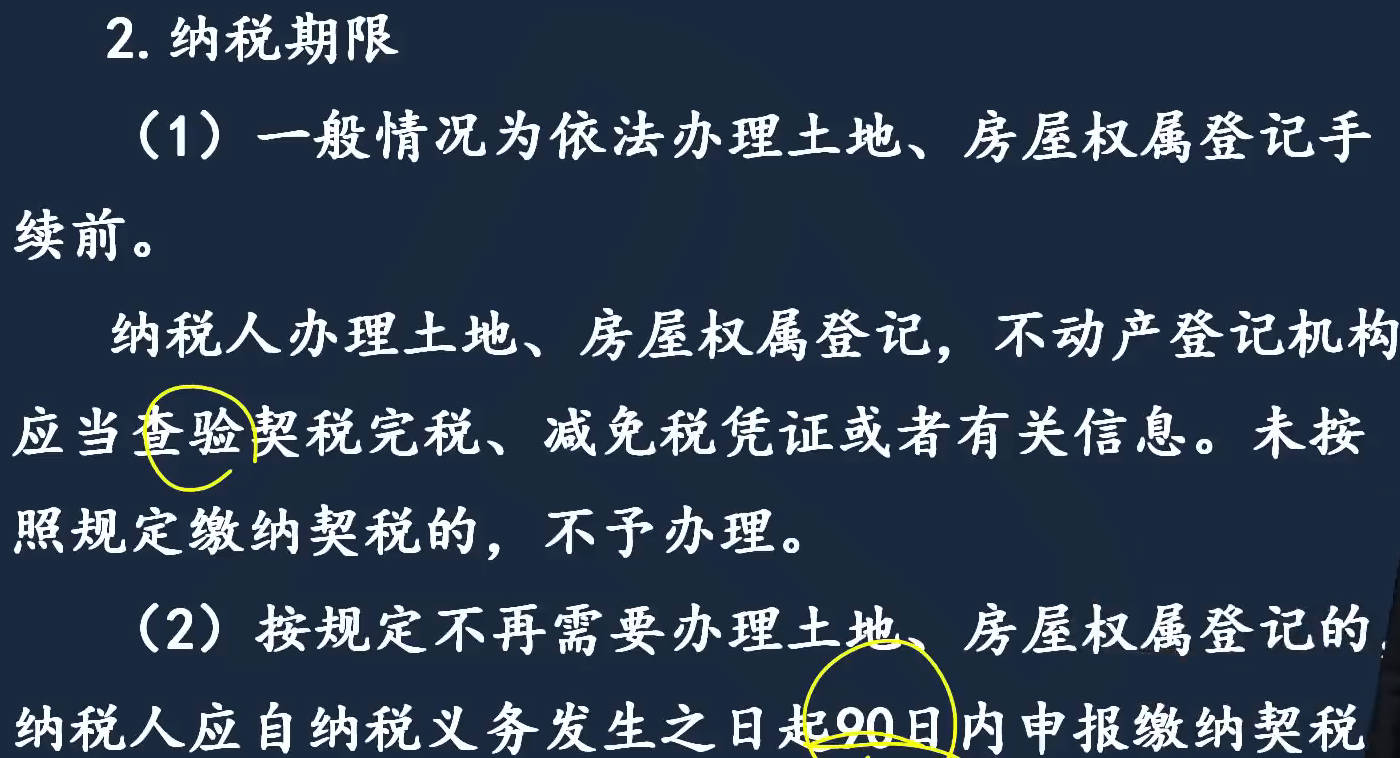 2. 纳税期限
（1）一般情况为依法办理土地、房屋权属登记手
续前。
纳税人办理土地、房屋权属登记，不动产登记机构
应当查验契税完税、减免税凭证或者有关信息。未按
照规定缴纳契税的，不予办理。
（2）按规定不再需要办理土地、房屋权属登记的，
纳税人应自纳税义务发生之日起90日内申报缴纳契税